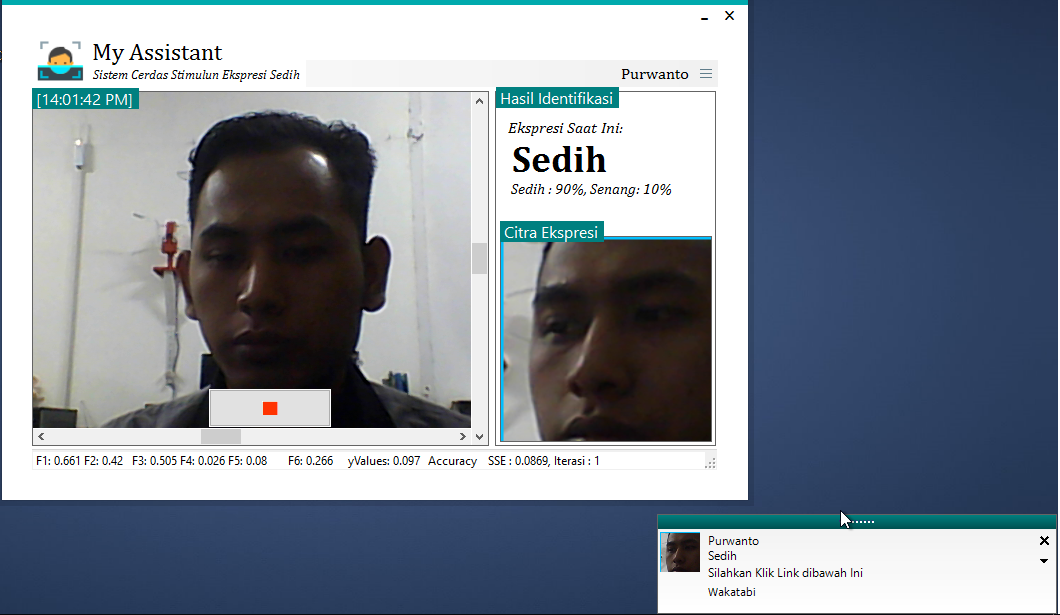 My Assistant
Sistem Cerdas Stimulun Ekspresi Sedih
Purwanto
[14:01:42 PM]
Hasil Identifikasi
Ekspresi Saat Ini:
Sedih
Sedih : 90%, Senang: 10%
Citra Ekspresi
F1: 0.661 F2: 0.42 F3: 0.505 F4: 0.026 F5: 0.08 F6: 0.266 yValues: 0.097 Accuracy SSE : 0.0869, Iterasi : 1
Purwanto
Sedih
Silahkan Klik Link dibawah Ini
Wakatabi